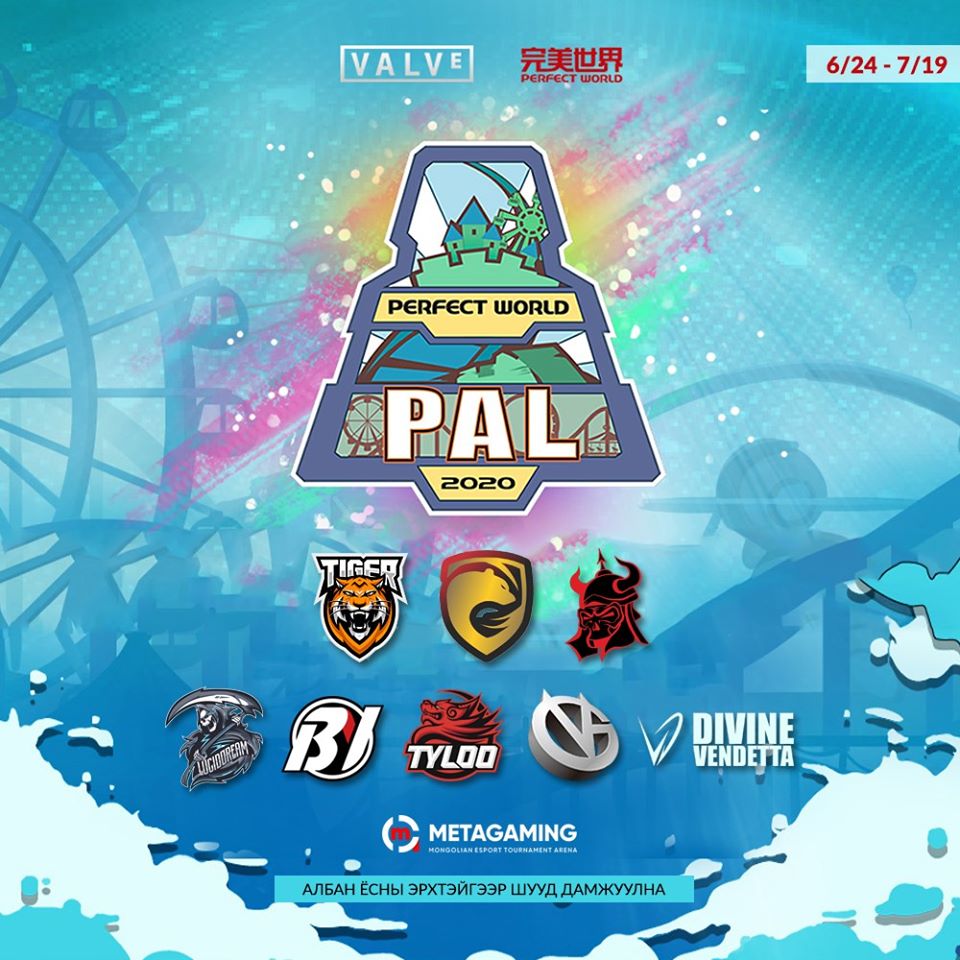 VALVE
完美世界
PERFECT WORLD
6/24 - 7/19
PERFECT WORLD
PAL
2020
TIGER
LUCIDDREAM
TYLOO
VG
DIVINE
VENDETTA
METAGAMING
MONGOLIAN ESPORT TOURNAMENT ARENA
АЛБАН ЁСНЫ ЭРХТЭЙГЭЭР ШУУД ДАМЖУУЛНА